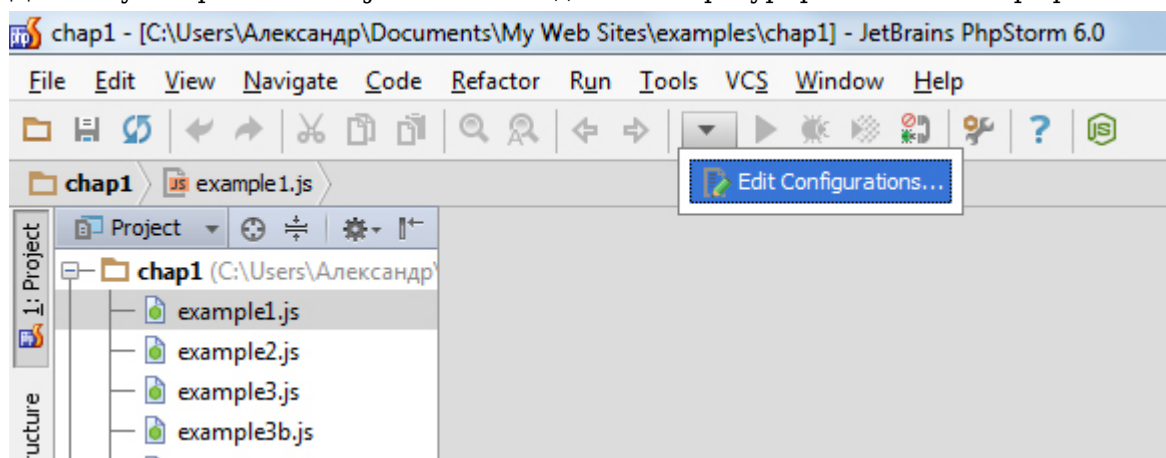 chap1 - [C:\Users\Александр\Documents\My Web Sites\examples\chap1] - JetBrains PhpStorm 6.0
File Edit View Navigate Code Refactor Run Tools VCS Window Help
chap1 JS example1.js
Edit Configurations...
1: Project
Project
chap1 (C:\Users\Александр\
example1.js
example2.js
example3.js
example3b.js